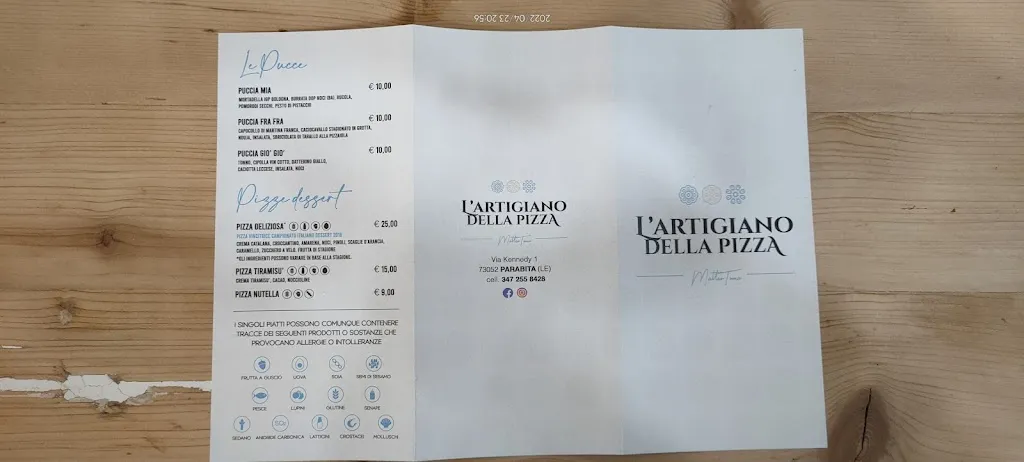 2022/04/23 20:56
Le Pucce
PUCCIA MIA € 10,00
MORTADELLA IGP BOLOGNA, BURRATA DOP NOCI (BA), RUCOLA,
POMODORI SECCHI, PESTO DI PISTACCHI
PUCCIA FRA FRA € 10,00
CAPOCOLLO DI MARTINA FRANCA, CACIOCAVALLO STAGIONATO IN GROTTA,
INSALATA, SBRICIOLATA DI TARALLO ALLA PIZZAIOLA
PUCCIA GIO' GIO' € 10,00
TONNO, CIPOLLA VIN COTTO, DATTERINO GIALLO,
CACIOTTA LECCESE, INSALATA, NOCI
Pizze dessert
PIZZA DELIZIOSA' € 25,00
PIZZA VINCITRICE CAMPIONATO ITALIANO DESSERT
CREMA CATALANA, CROCCANTINO, AMARENA, NOCI, PINOLI, SCAGLIE D'ARANCIA,
CARAMELLO, ZUCCHERO A VELO, FRUTTA DI STAGIONE
*GLI INGREDIENTI POSSONO VARIARE IN BASE ALLA STAGIONE.
PIZZA TIRAMISU' € 15,00
CREMA TIRAMISU', CACAO, NOCCIOLINE
PIZZA NUTELLA € 9,00
I SINGOLI PIATTI POSSONO COMUNQUE CONTENERE
TRACCE DEI SEGUENTI PRODOTTI O SOSTANZE CHE
PROVOCANO ALLERGIE O INTOLLERANZE
FRUTTA A GUSCIO UOVA SOIA SEMI DI SESAMO
PESCE LUPINI GLUTINE SENAPE
SO2
SEDANO ANIDRIDE CARBONICA LATTICINI CROSTACEI MOLLUSCHI
L'ARTIGIANO
DELLA PIZZA
Via Kennedy 1
73052 PARABITA (LE)
cell. 347 255 8428
L'ARTIGIANO
DELLA PIZZA